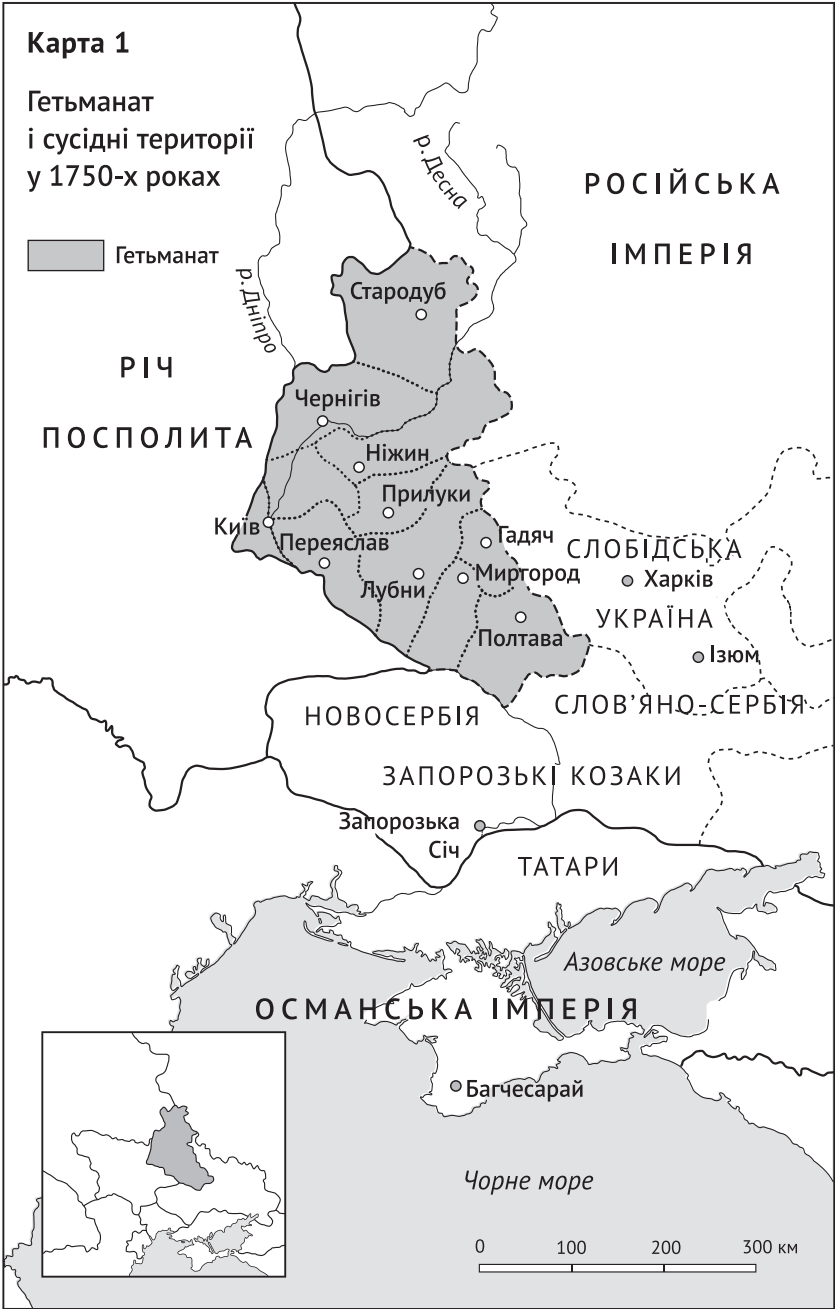 Карта 1
Гетьманат
і сусідні території
у 1750-х роках
Гетьманат
р. Десна
р. Дніпро
РОСІЙСЬКА
ІМПЕРІЯ
РІЧ
ПОСПОЛИТА
Стародуб
Чернігів
Ніжин
Прилуки
Київ
Переяслав
Гадяч
Лубни
Миргород
Полтава
СЛОБІДСЬКА
Харків
УКРАЇНА
Ізюм
СЛОВ’ЯНО-СЕРБІЯ
НОВОСЕРБІЯ
ЗАПОРОЗЬКІ КОЗАКИ
Запорозька
Січ
ТАТАРИ
Азовське море
ОСМАНСЬКА ІМПЕРІЯ
Багчесарай
Чорне море
0 100 200 300 км